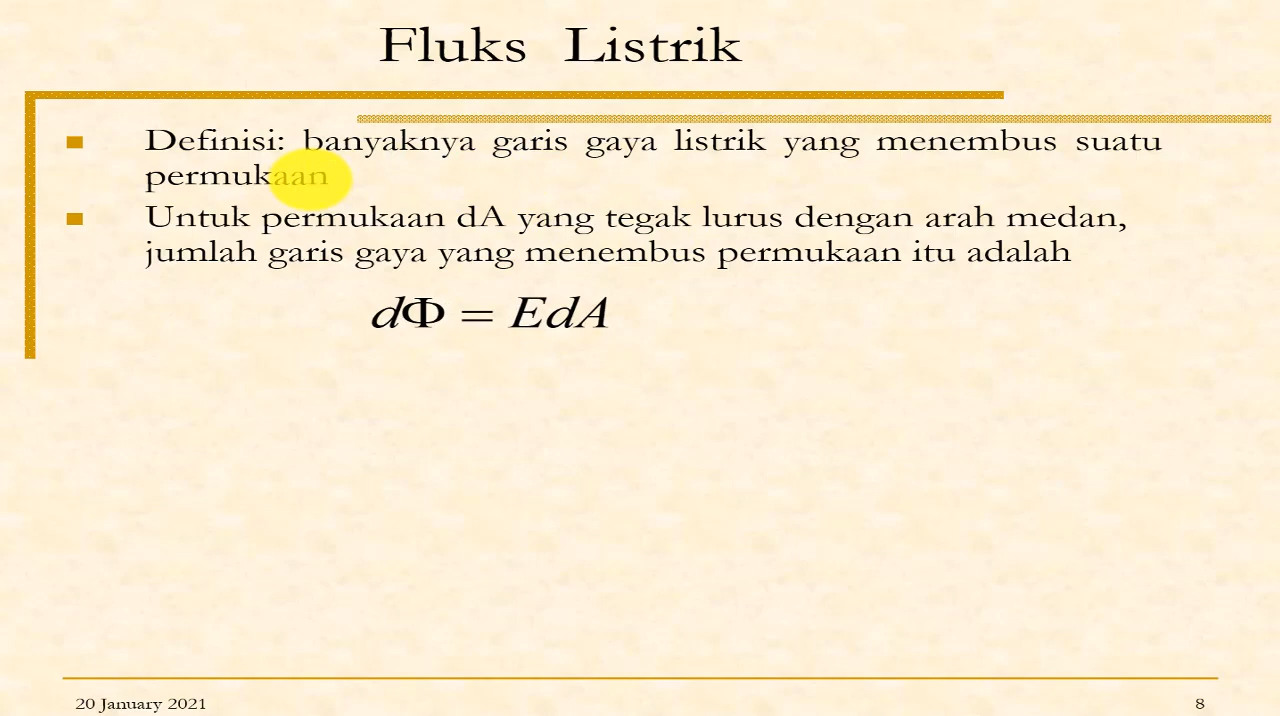 Fluks Listrik
Definisi: banyaknya garis gaya listrik yang menembus suatu
permukaan
Untuk permukaan dA yang tegak lurus dengan arah medan,
jumlah garis gaya yang menembus permukaan itu adalah
dΦ = EdA
20 January 2021
8